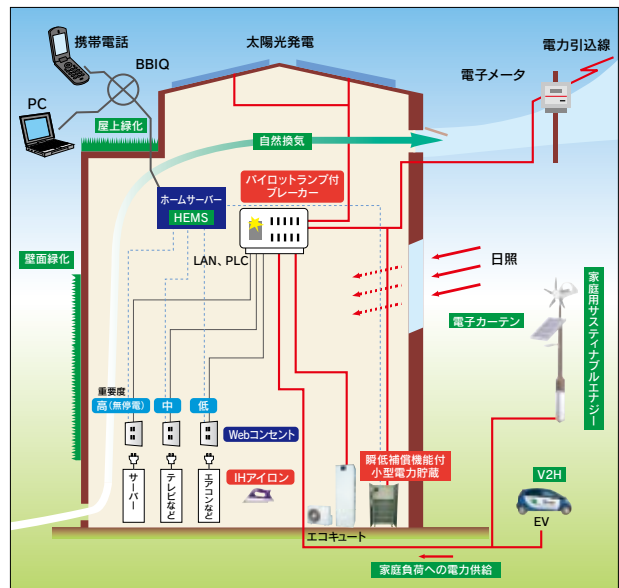 携帯電話
太陽光発電
電力引込線
BBIQ
電子メータ
PC
屋上緑化
自然換気
パイロットランプ付
ブレーカー
ホームサーバー
HEMS
壁面緑化
LAN、PLC
日照
家庭用サスティナブルエナジー
電子カーテン
重要度
高(無停電)
中
低
Webコンセント
サーバー
テレビなど
エアコンなど
IHアイロン
瞬低補償機能付
小型電力貯蔵
V2H
EV
エコキュート
家庭負荷への電力供給